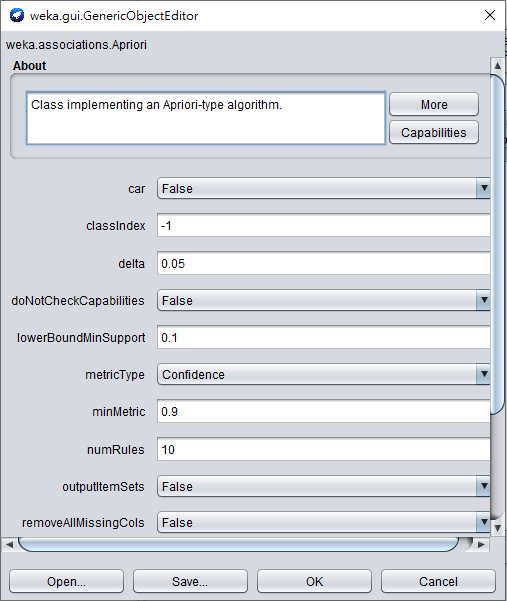 weka.gui.GenericObjectEditor
weka.associations.Apriori
About
Class implementing an Apriori-type algorithm.
More
Capabilities
car False
classIndex -1
delta 0.05
doNotCheckCapabilities False
lowerBoundMinSupport 0.1
metricType Confidence
minMetric 0.9
numRules 10
outputItemSets False
removeAllMissingCols False
Open... Save... OK Cancel